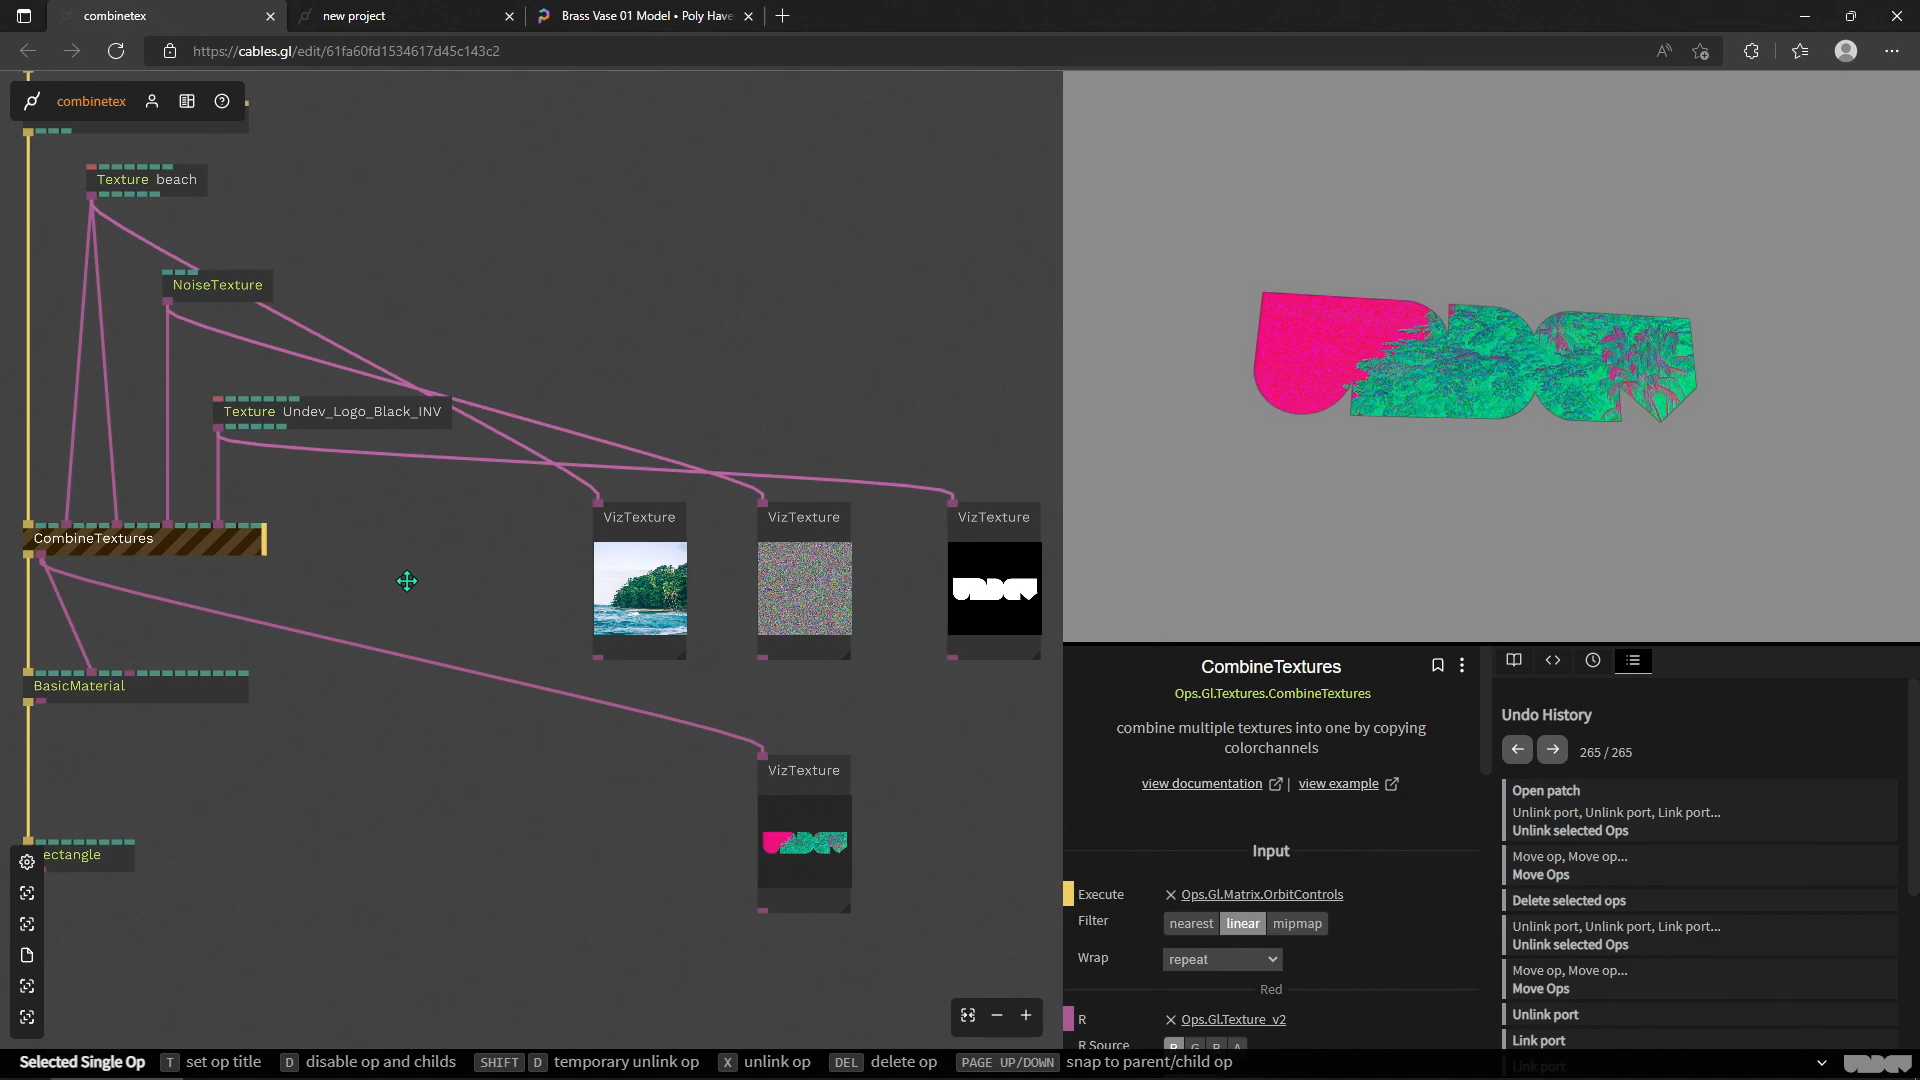 combinetex
new project
Brass Vase 01 Model • Poly Have
https://cables.gl/edit/61fa60fd1534617d45c143c2
combinetex
Texture beach
NoiseTexture
Texture Undev_Logo_Black_INV
CombineTextures
VizTexture
VizTexture
VizTexture
BasicMaterial
VizTexture
ectangle
CombineTextures
Ops.Gl.Textures.CombineTextures
combine multiple textures into one by copying
colorchannels
view documentation | view example
Input
Execute
Ops.Gl.Matrix.OrbitControls
Filter
nearest linear mipmap
Wrap
repeat
Red
R
Ops.Gl.Texture_v2
R Source
R G B A
Undo History
265 / 265
Open patch
Unlink port, Unlink port, Link port...
Unlink selected Ops
Move op, Move op...
Move Ops
Delete selected ops
Unlink port, Unlink port, Link port...
Unlink selected Ops
Move op, Move op...
Move Ops
Unlink port
Link port
Link port
Selected Single Op T set op title D disable op and childs SHIFT D temporary unlink op X unlink op DEL delete op PAGE UP/DOWN snap to parent/child op